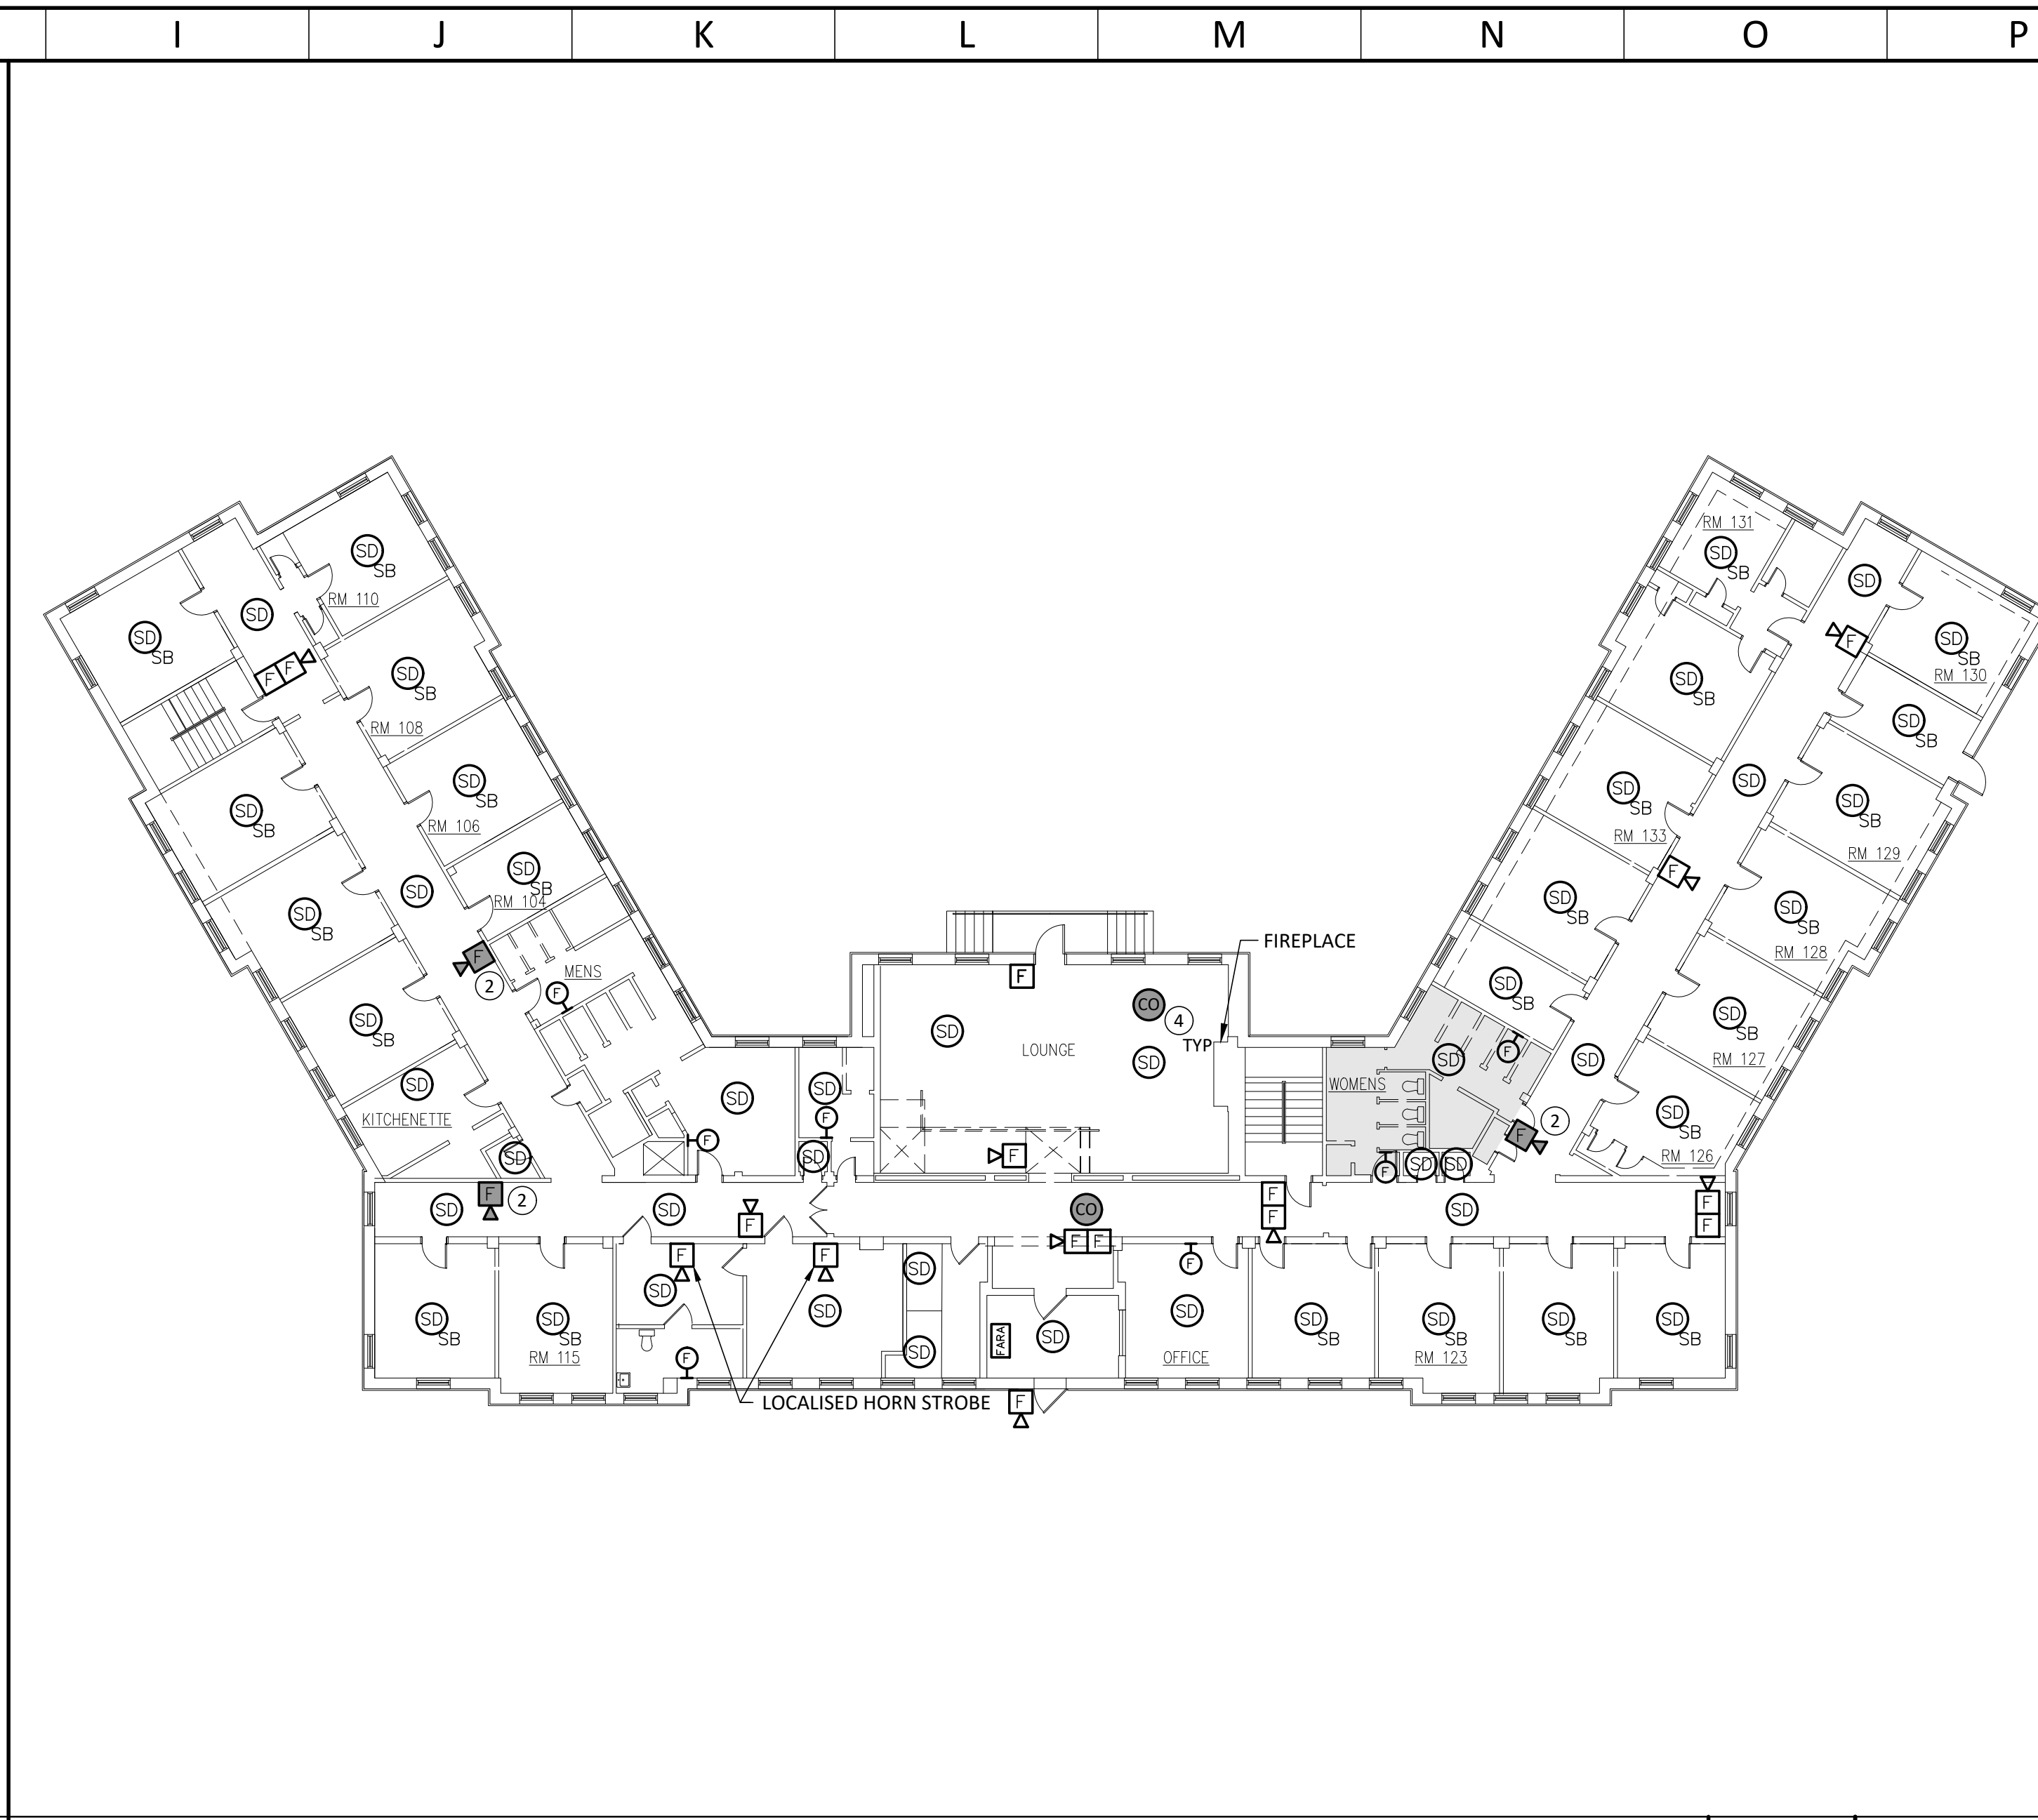 I J K L M N O P
RM 131
SD
SB
SD
SB
RM 110
SD
SD
SB
F F
SD
F
SD
SB
RM 130
SD
SB
RM 108
SD
SB
SD
SB
SD
SB
RM 106
SD
SB
SD
SB
RM 133
SD
SD
SB
RM 129
SD
SB
RM 104
SD
SD
SB
F
SD
SB
SD
SB
RM 128
F
2
MENS
F
FIREPLACE
F
CO
4
TYP
SD
LOUNGE
SD
SD
SB
SD
SB
SD
SB
RM 127
SD
F
SD
WOMENS
SD
KITCHENETTE
SD
SD
F
F
SD
SD
SD
F
F
SD
SD
2
F
SD
SB
RM 126
F
2
SD
SD
F
CO
F F
F
F
SD
F
F
F
F
SD
F
SD
SD
SB
SD
SB
RM 115
F
SD
SD
SD
FARA
SD
F
SD
OFFICE
SD
SB
SD
SB
RM 123
SD
SB
SD
SB
LOCALISED HORN STROBE
F